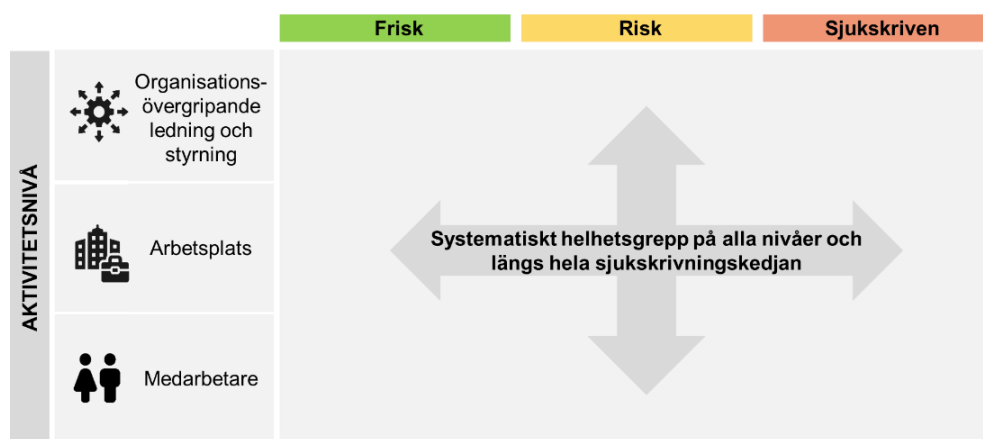 Frisk
Risk
Sjukskriven
AKTIVITETSNIVÅ
Organisations-
övergripande
ledning och
styrning
Arbetsplats
Medarbetare
Systematiskt helhetsgrepp på alla nivåer och
längs hela sjukskrivningskedjan